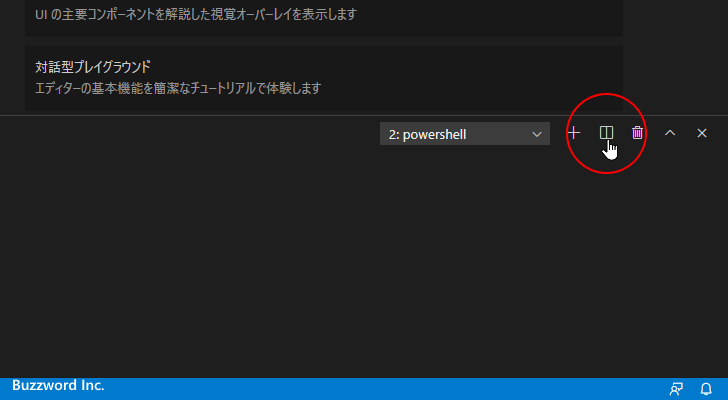 UI の主要コンポーネントを解説した視覚オーバーレイを表示します
対話型プレイグラウンド
エディターの基本機能を簡潔なチュートリアルで体験します
2: powershell
Buzzword Inc.